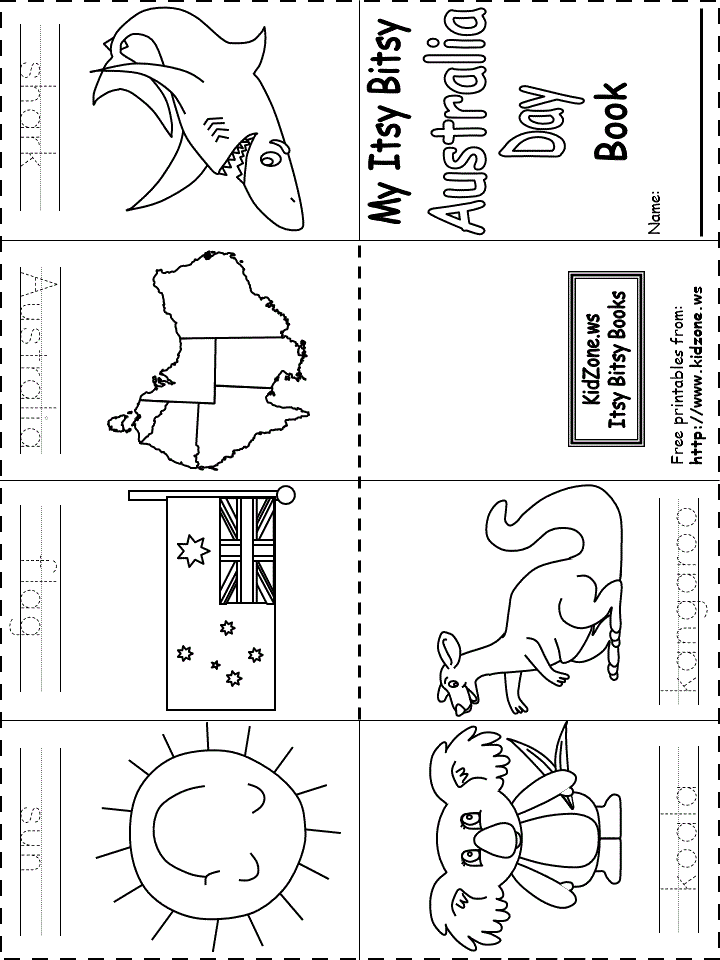 My Itsy Bitsy
Australia
Day
Book
Name:
KidZone.ws
Itsy Bitsy Books
Free printables from:
http://www.kidzone.ws
kangaroo
koala
sun
flag
Australia
shark